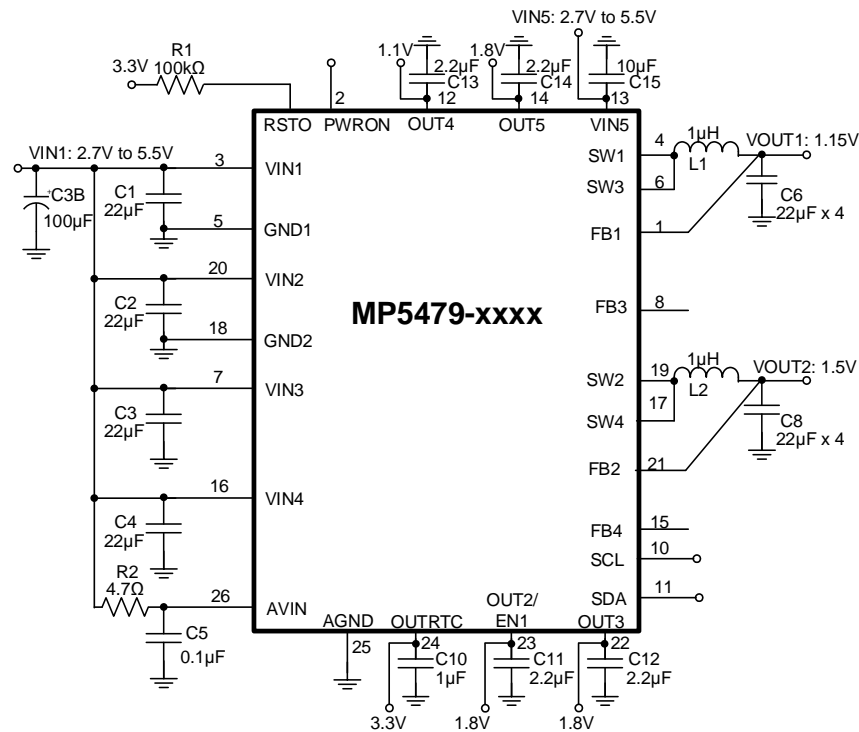 VIN5: 2.7V to 5.5V
R1
100kΩ
3.3V
1.1V
2.2µF
C13
1.8V
2.2µF
C14
10µF
C15
2
12
14
13
RSTO
PWRON
OUT4
OUT5
VIN5
VIN1: 2.7V to 5.5V
3
VIN1
+
C3B
100µF
C1
22µF
5
GND1
20
VIN2
C2
22µF
18
GND2
7
VIN3
C3
22µF
16
VIN4
C4
22µF
R2
4.7Ω
26
AVIN
C5
0.1µF
MP5479-xxxx
4
SW1
1µH
L1
VOUT1: 1.15V
6
SW3
C6
22µF x 4
1
FB1
8
FB3
19
SW2
1µH
L2
VOUT2: 1.5V
17
SW4
C8
22µF x 4
21
FB2
15
FB4
10
SCL
11
SDA
AGND
OUTRTC
OUT2/
EN1
OUT3
25
24
23
22
C10
1µF
C11
2.2µF
C12
2.2µF
3.3V
1.8V
1.8V